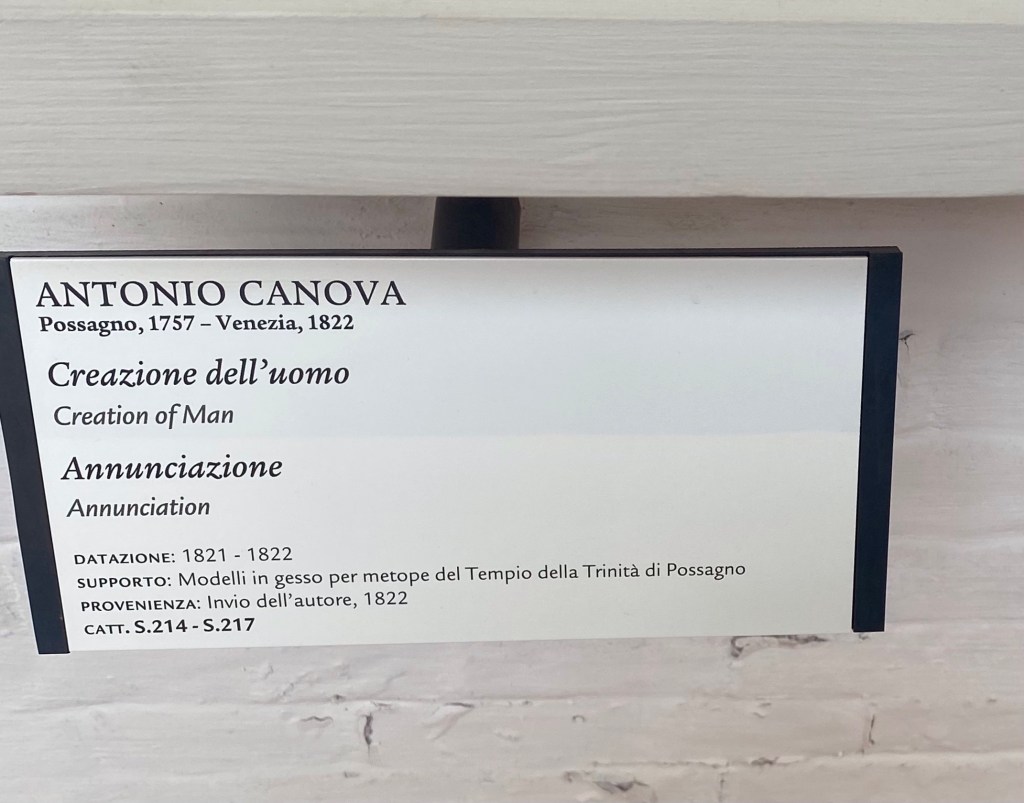 ANTONIO CANOVA
Possagno, 1757 – Venezia, 1822
Creazione dell’uomo
Creation of Man
Annunciazione
Annunciation
DATAZIONE: 1821 - 1822
SUPPORTO: Modelli in gesso per metope del Tempio della Trinità di Possagno
PROVENIENZA: Invio dell’autore, 1822
CATT. S.214 - S.217